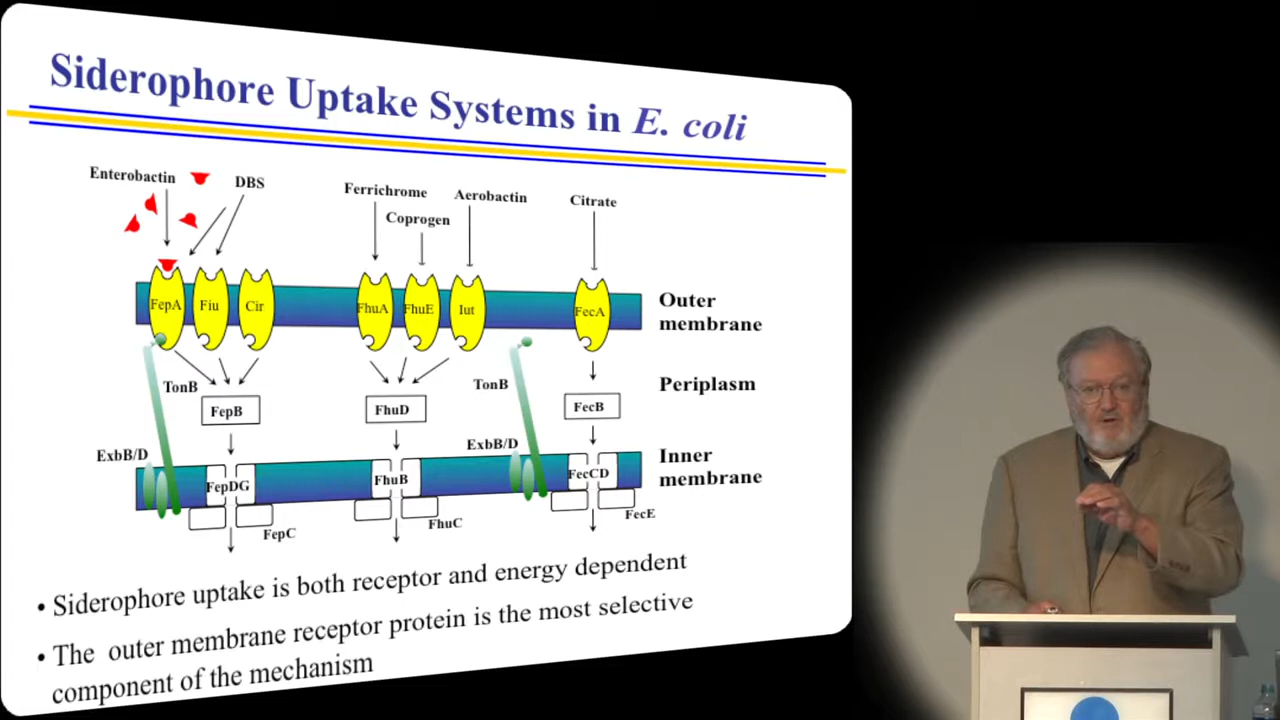 Siderophore Uptake Systems in E. coli
Enterobactin
DBS
Ferrichrome
Aerobactin
Citrate
Coprogen
FepA
Fiu
Cir
FhuA
FhuE
Iut
FecA
Outer
membrane
TonB
TonB
Periplasm
FepB
FhuD
FecB
ExbB/D
ExbB/D
Inner
membrane
FepDG
FhuB
FecCD
FepC
FhuC
FecE
• Siderophore uptake is both receptor and energy dependent
• The outer membrane receptor protein is the most selective
component of the mechanism